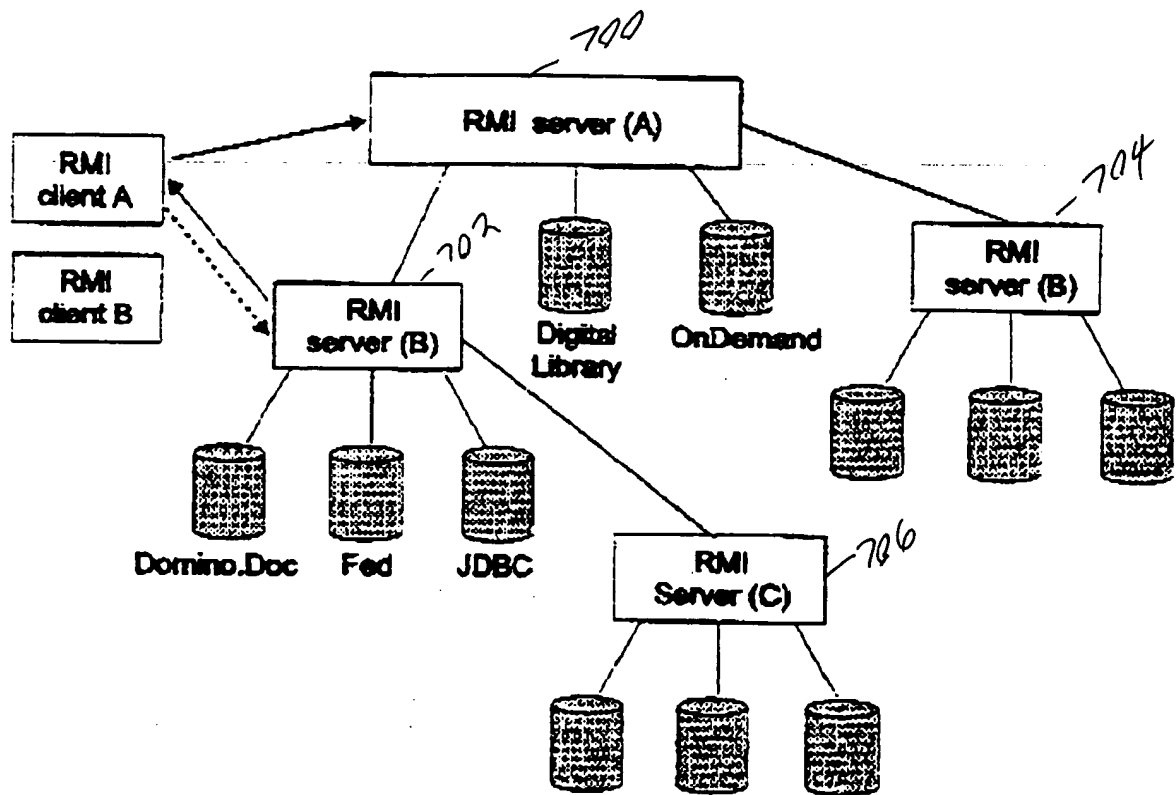 700
RMI server (A)
RMI
client A
704
702
RMI
client B
RMI
server (B)
RMI
server (B)
Digital
Library
OnDemand
Domino.Doc
Fed
JDBC
RMI
Server (C)
706